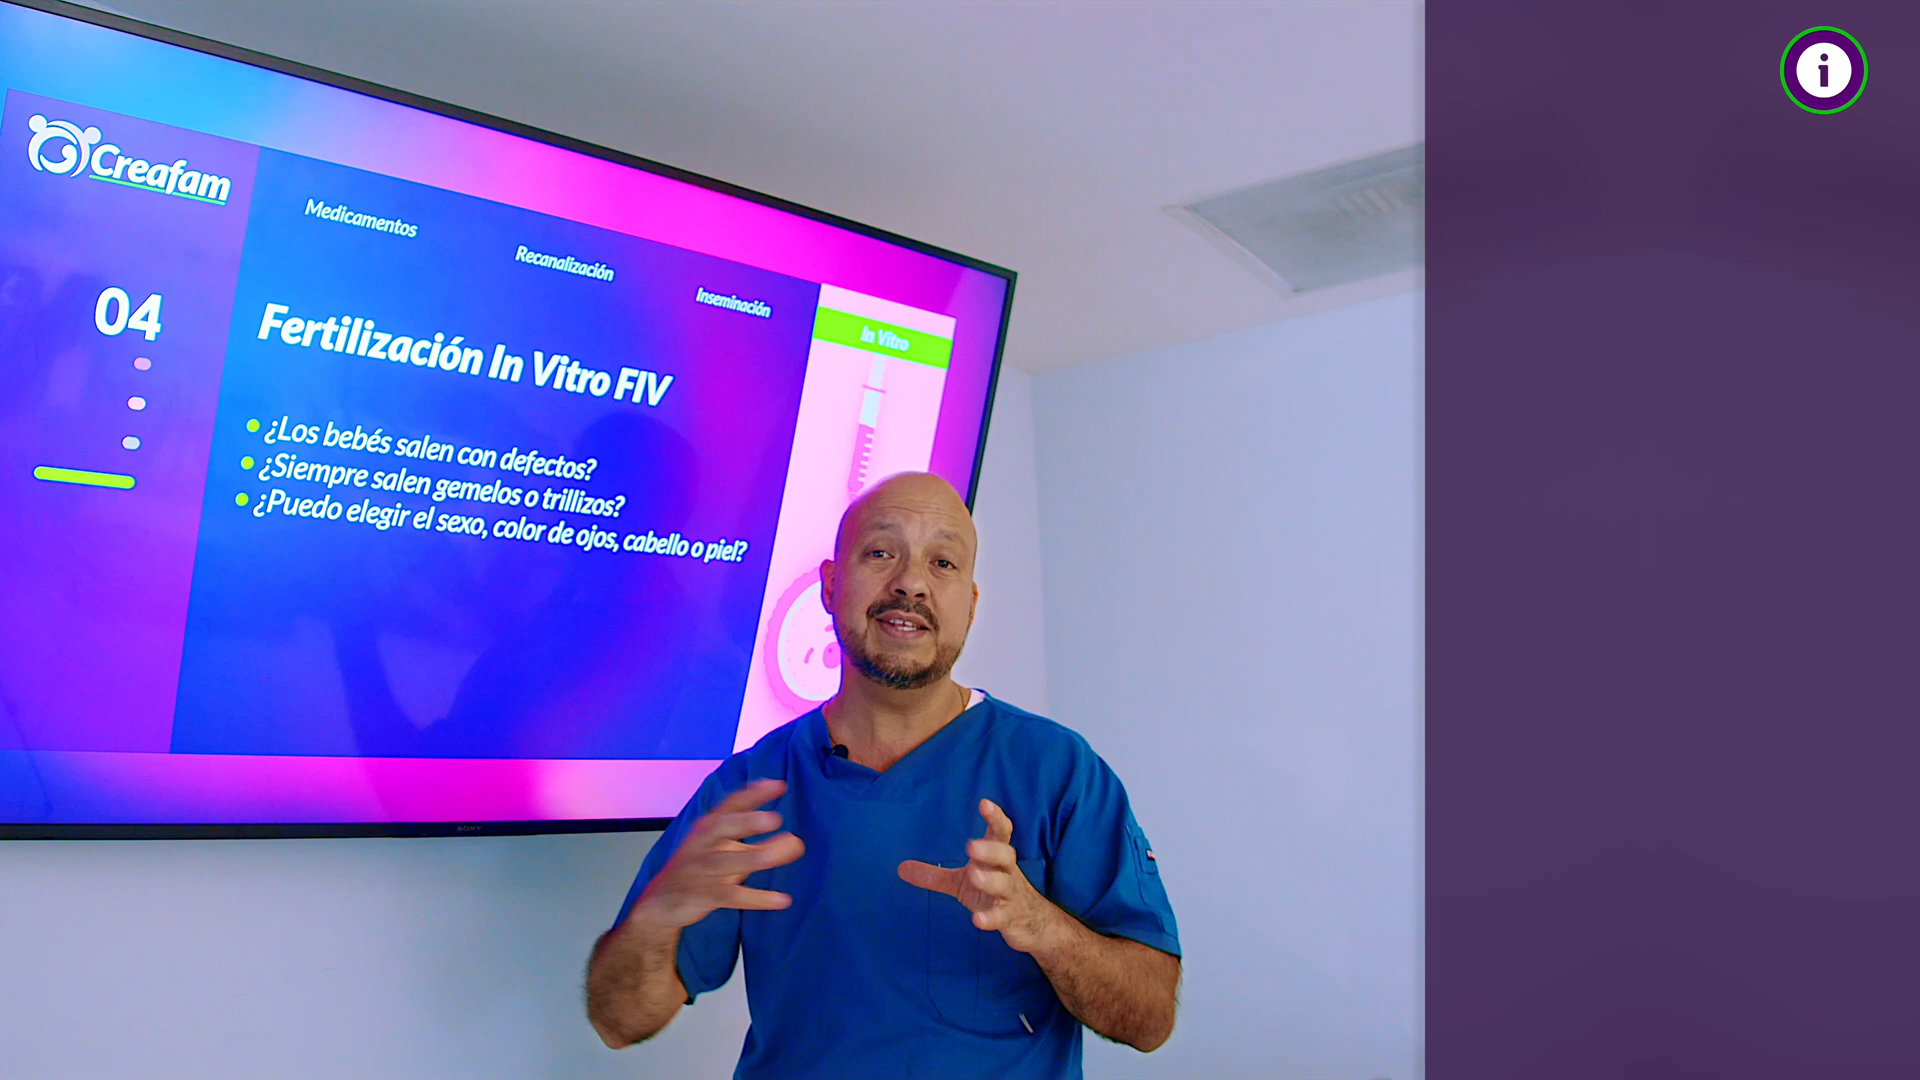 Creafam
Medicamentos
Recanalización
Inseminación
In Vitro
04
Fertilización In Vitro FIV
¿Los bebés salen con defectos?
¿Siempre salen gemelos o trillizos?
¿Puedo elegir el sexo, color de ojos, cabello o piel?
SONY
i